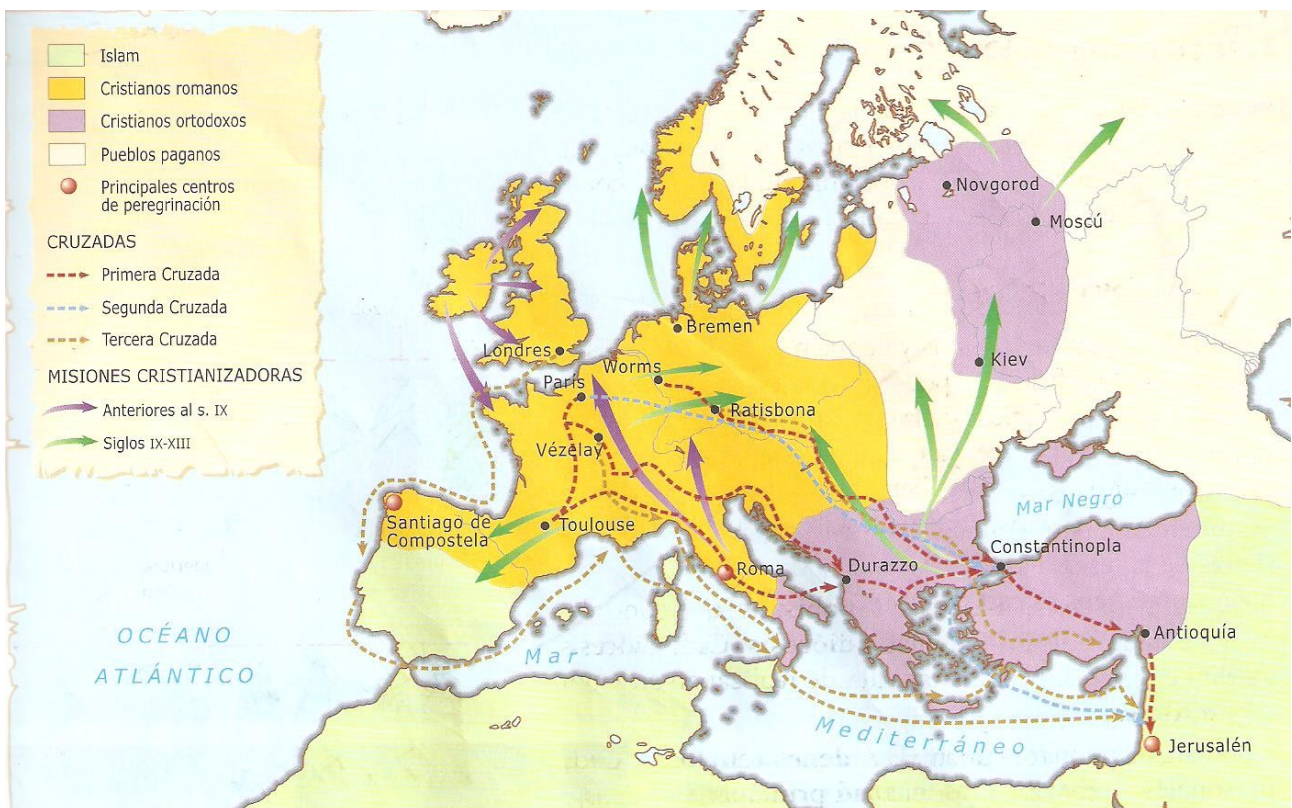 Islam
Cristianos romanos
Cristianos ortodoxos
Pueblos paganos
Principales centros
de peregrinación
CRUZADAS
Primera Cruzada
Segunda Cruzada
Tercera Cruzada
MISIONES CRISTIANIZADORAS
Anteriores al s. IX
Siglos IX-XIII
Novgorod
Moscú
Kiev
Bremen
Londres
Worms
París
Ratisbona
Vézelay
Toulouse
Santiago de
Compostela
Roma
Durazzo
Constantinopla
Mar Negro
Antioquía
Jerusalén
OCÉANO
ATLÁNTICO
Mar
Mediterráneo